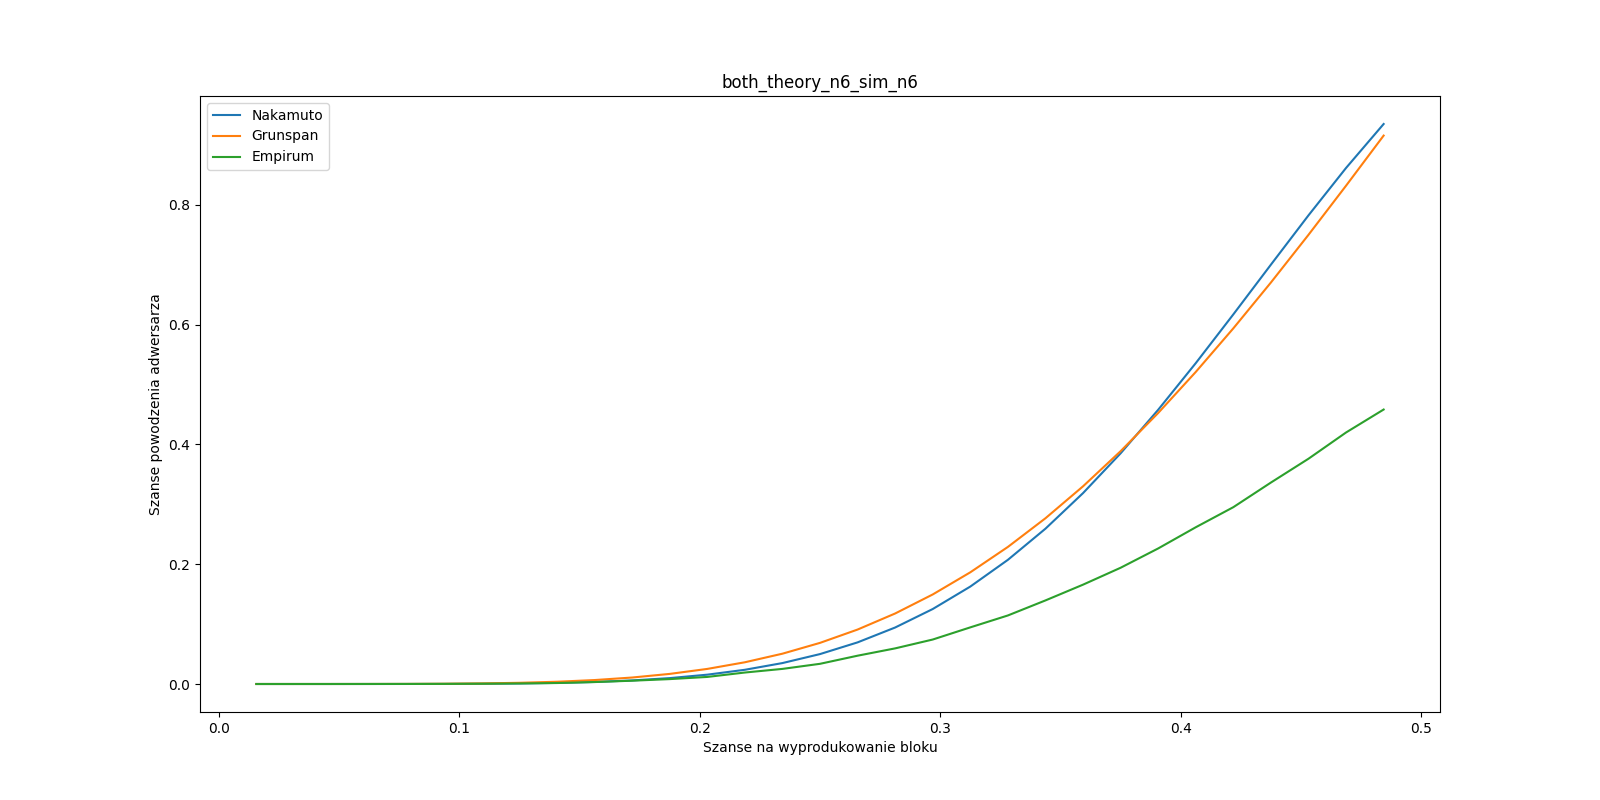 both_theory_n6_sim_n6
Nakamuto
Grunspan
Empirum
Szanse powodzenia adwersarza
0.8
0.6
0.4
0.2
0.0
0.0 0.1 0.2 0.3 0.4 0.5
Szanse na wyprodukowanie bloku